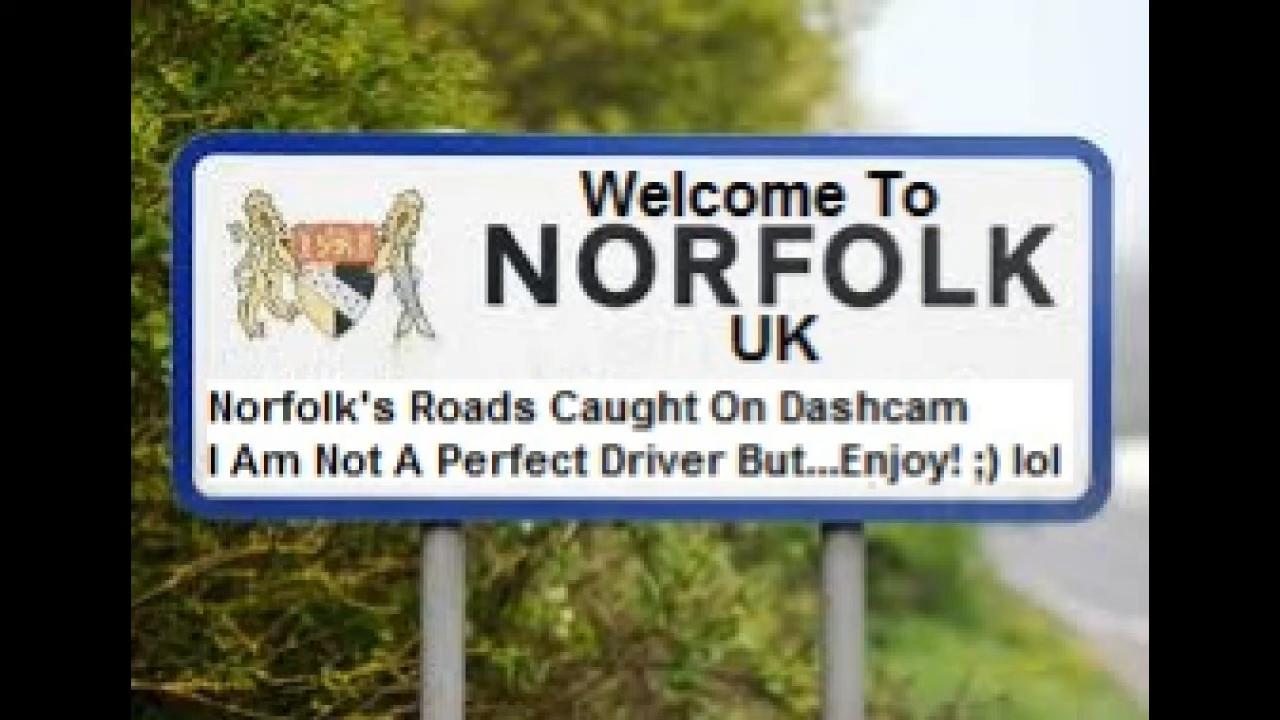 Welcome To
NORFOLK
UK
Norfolk's Roads Caught On Dashcam
I Am Not A Perfect Driver But...Enjoy! ;) lol